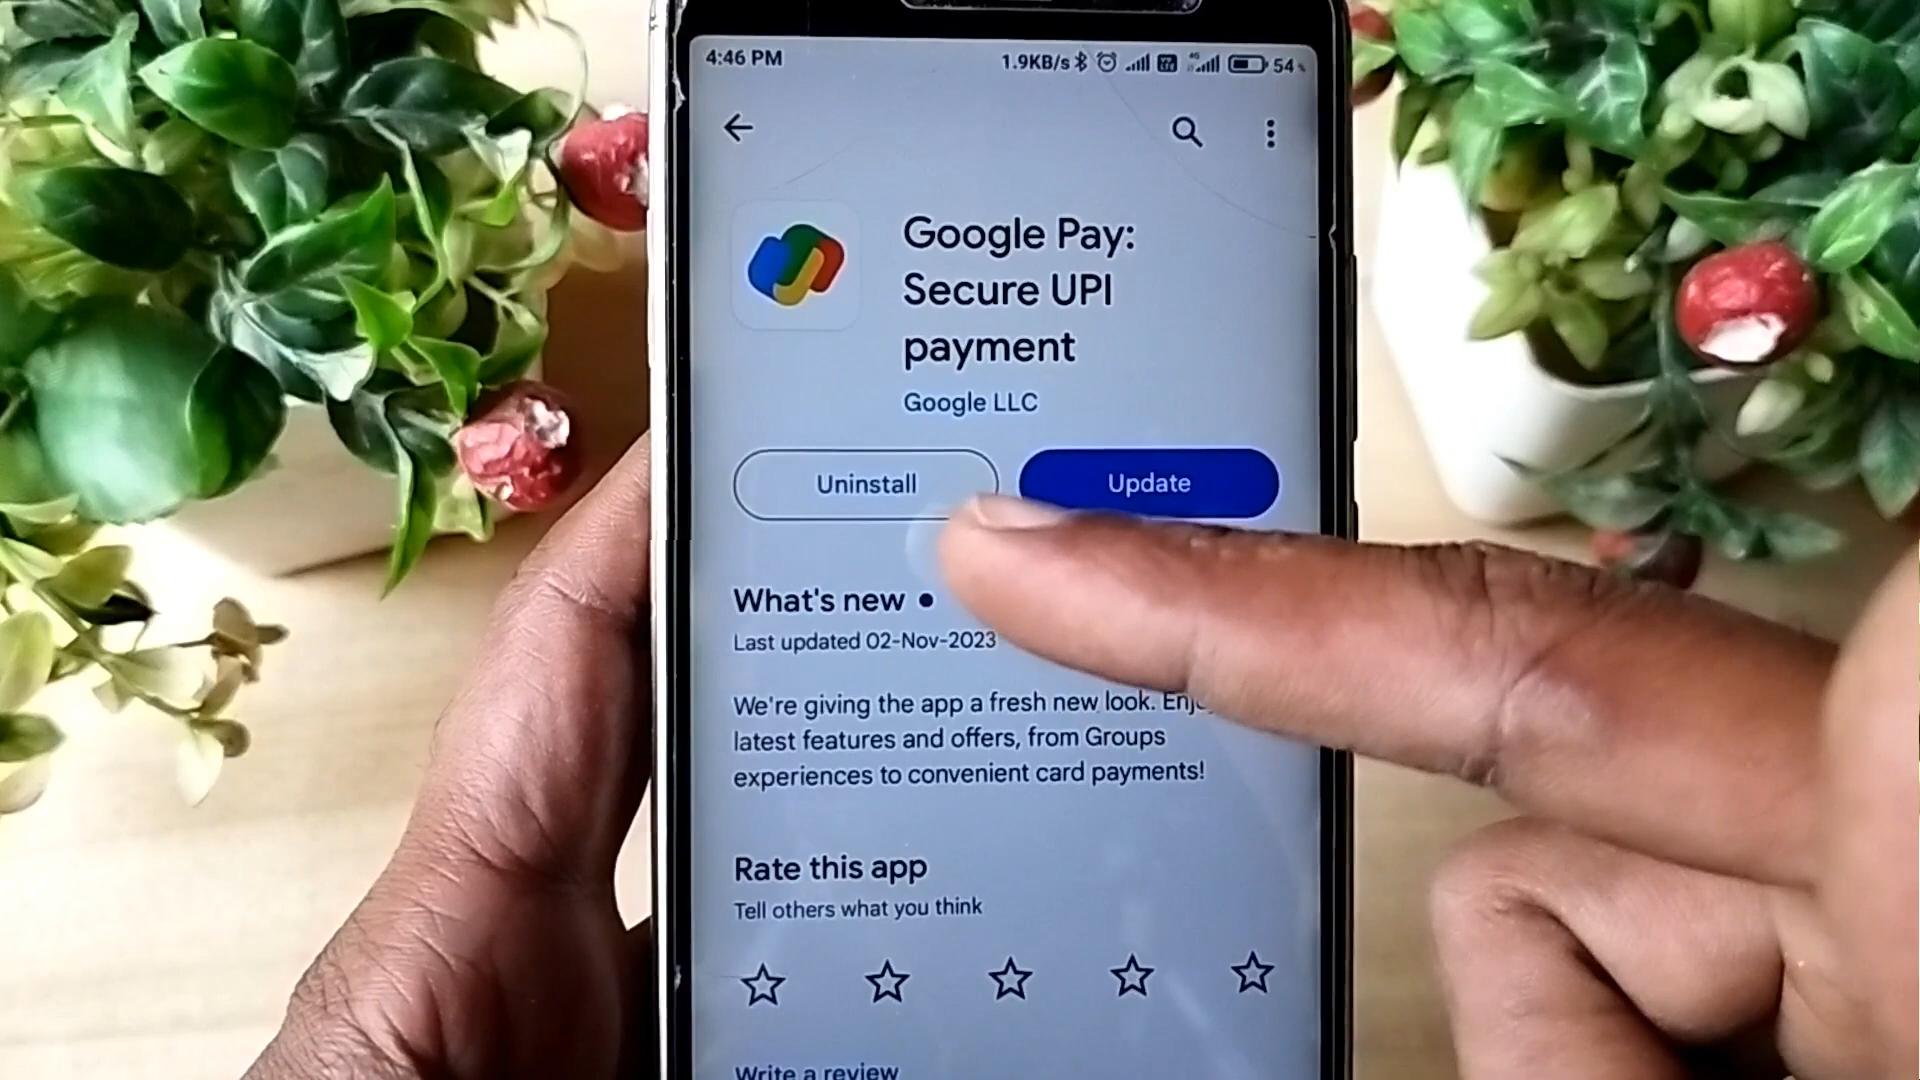 4:46 PM
1.9KB/s
54
Google Pay:
Secure UPI
payment
Google LLC
Uninstall
Update
What's new •
Last updated 02-Nov-2023
We're giving the app a fresh new look.
latest features and offers, from Groups
experiences to convenient card payments!
Rate this app
Tell others what you think
Write a review